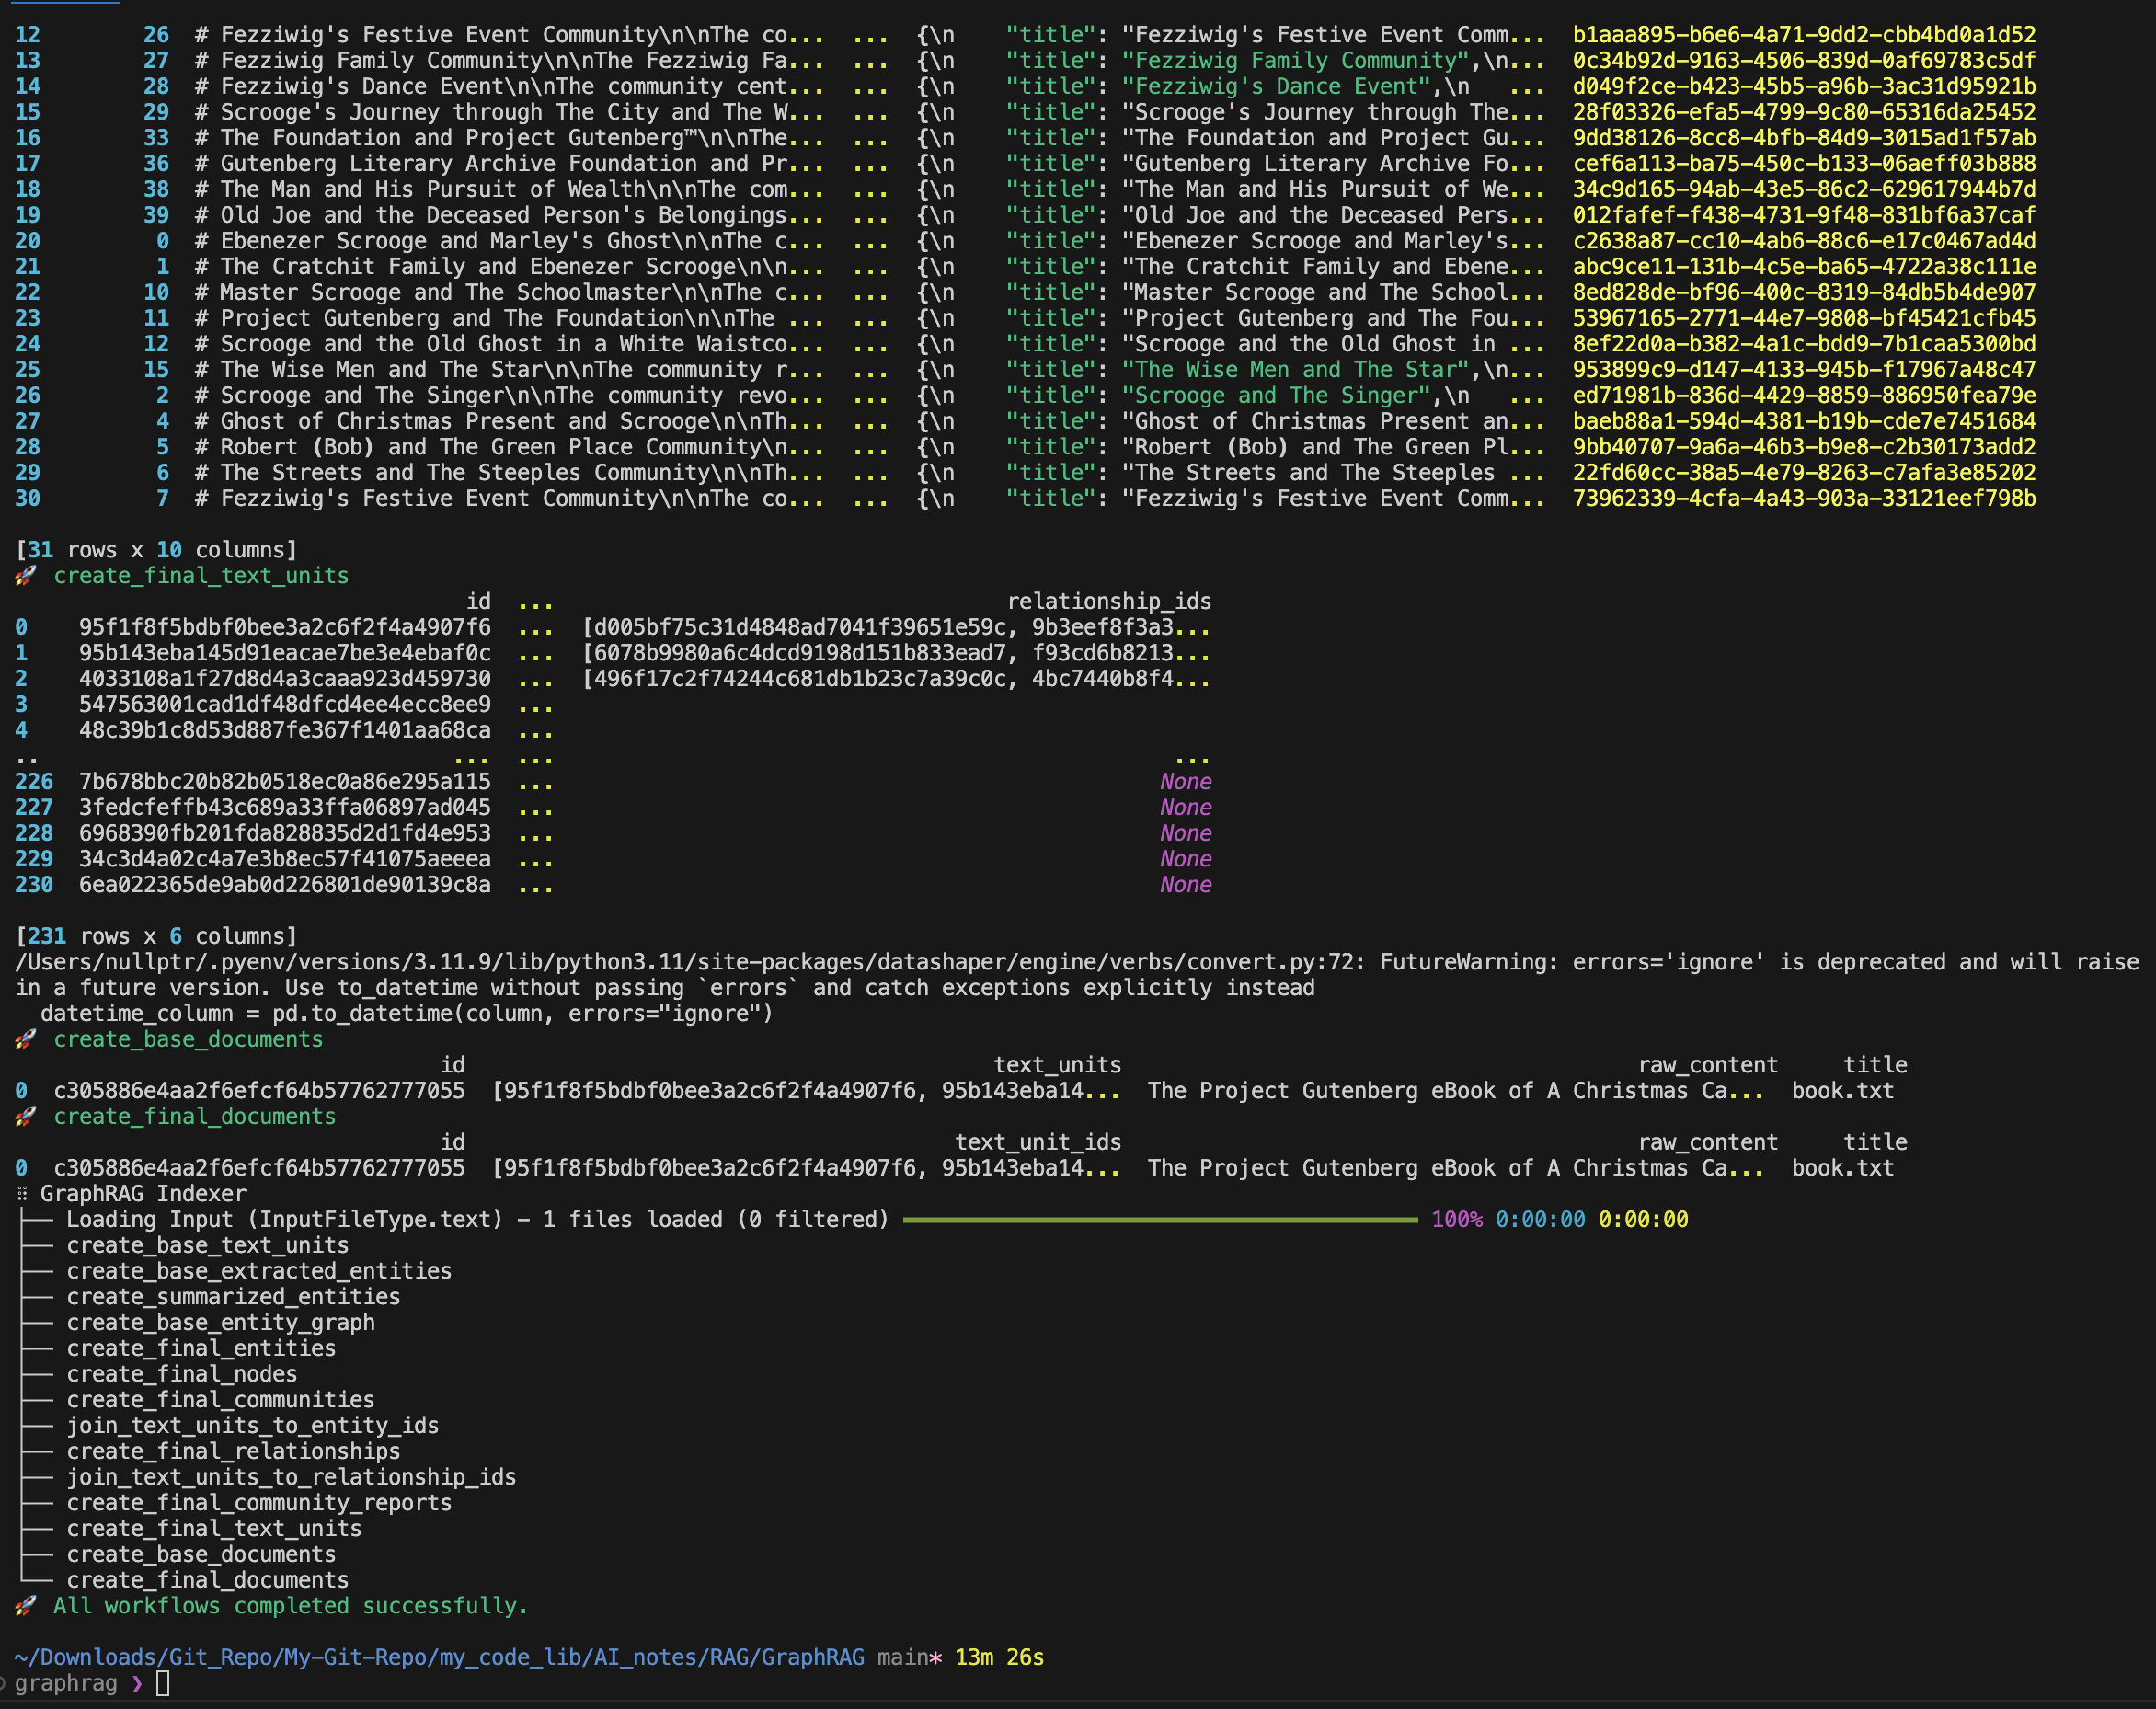 12        26  # Fezziwig's Festive Event Community\n\nThe co...  ...  {\n    "title": "Fezziwig's Festive Event Comm...  b1aaa895-b6e6-4a71-9dd2-cbb4bd0a1d52
13        27  # Fezziwig Family Community\n\nThe Fezziwig Fa...  ...  {\n    "title": "Fezziwig Family Community",\n...  0c34b92d-9163-4506-839d-0af69783c5df
14        28  # Fezziwig's Dance Event\n\nThe community cent...  ...  {\n    "title": "Fezziwig's Dance Event",\n   ...  d049f2ce-b423-45b5-a96b-3ac31d95921b
15        29  # Scrooge's Journey through The City and The W...  ...  {\n    "title": "Scrooge's Journey through The...  28f03326-efa5-4799-9c80-65316da25452
16        33  # The Foundation and Project Gutenberg™\n\nThe...  ...  {\n    "title": "The Foundation and Project Gu...  9dd38126-8cc8-4bfb-84d9-3015ad1f57ab
17        36  # Gutenberg Literary Archive Foundation and Pr...  ...  {\n    "title": "Gutenberg Literary Archive Fo...  cef6a113-ba75-450c-b133-06aeff03b888
18        38  # The Man and His Pursuit of Wealth\n\nThe com...  ...  {\n    "title": "The Man and His Pursuit of We...  34c9d165-94ab-43e5-86c2-629617944b7d
19        39  # Old Joe and the Deceased Person's Belongings...  ...  {\n    "title": "Old Joe and the Deceased Pers...  012fafef-f438-4731-9f48-831bf6a37caf
20         0  # Ebenezer Scrooge and Marley's Ghost\n\nThe c...  ...  {\n    "title": "Ebenezer Scrooge and Marley's...  c2638a87-cc10-4ab6-88c6-e17c0467ad4d
21         1  # The Cratchit Family and Ebenezer Scrooge\n\n...  ...  {\n    "title": "The Cratchit Family and Ebene...  abc9ce11-131b-4c5e-ba65-4722a38c111e
22        10  # Master Scrooge and The Schoolmaster\n\nThe c...  ...  {\n    "title": "Master Scrooge and The School...  8ed828de-bf96-400c-8319-84db5b4de907
23        11  # Project Gutenberg and The Foundation\n\nThe ...  ...  {\n    "title": "Project Gutenberg and The Fou...  53967165-2771-44e7-9808-bf45421cfb45
24        12  # Scrooge and the Old Ghost in a White Waistco...  ...  {\n    "title": "Scrooge and the Old Ghost in ...  8ef22d0a-b382-4a1c-bdd9-7b1caa5300bd
25        15  # The Wise Men and The Star\n\nThe community r...  ...  {\n    "title": "The Wise Men and The Star",\n...  953899c9-d147-4133-945b-f17967a48c47
26         2  # Scrooge and The Singer\n\nThe community revo...  ...  {\n    "title": "Scrooge and The Singer",\n   ...  ed71981b-836d-4429-8859-886950fea79e
27         4  # Ghost of Christmas Present and Scrooge\n\nTh...  ...  {\n    "title": "Ghost of Christmas Present an...  baeb88a1-594d-4381-b19b-cde7e7451684
28         5  # Robert (Bob) and The Green Place Community\n...  ...  {\n    "title": "Robert (Bob) and The Green Pl...  9bb40707-9a6a-46b3-b9e8-c2b30173add2
29         6  # The Streets and The Steeples Community\n\nTh...  ...  {\n    "title": "The Streets and The Steeples ...  22fd60cc-38a5-4e79-8263-c7afa3e85202
30         7  # Fezziwig's Festive Event Community\n\nThe co...  ...  {\n    "title": "Fezziwig's Festive Event Comm...  73962339-4cfa-4a43-903a-33121eef798b
[31 rows x 10 columns]
🚀 create_final_text_units
id  ...  relationship_ids
0    95f1f8f5bdbf0bee3a2c6f2f4a4907f6  ...  [d005bf75c31d4848ad7041f39651e59c, 9b3eef8f3a3...
1    95b143eba145d91eacae7be3e4ebaf0c  ...  [6078b9980a6c4dcd9198d151b833ead7, f93cd6b8213...
2    4033108a1f27d8d4a3caaa923d459730  ...  [496f17c2f74244c681db1b23c7a39c0c, 4bc7440b8f4...
3    547563001cad1df48dfcd4ee4ecc8ee9  ...
4    48c39b1c8d53d887fe367f1401aa68ca  ...
..  ...  ...  ...
226  7b678bbc20b82b0518ec0a86e295a115  ...  None
227  3fedcfeffb43c689a33ffa06897ad045  ...  None
228  6968390fb201fda828835d2d1fd4e953  ...  None
229  34c3d4a02c4a7e3b8ec57f41075aeeea  ...  None
230  6ea022365de9ab0d226801de90139c8a  ...  None
[231 rows x 6 columns]
/Users/nullptr/.pyenv/versions/3.11.9/lib/python3.11/site-packages/datashaper/engine/verbs/convert.py:72: FutureWarning: errors='ignore' is deprecated and will raise
in a future version. Use to_datetime without passing `errors` and catch exceptions explicitly instead
  datetime_column = pd.to_datetime(column, errors="ignore")
🚀 create_base_documents
id  text_units  raw_content  title
0  c305886e4aa2f6efcf64b57762777055  [95f1f8f5bdbf0bee3a2c6f2f4a4907f6, 95b143eba14...  The Project Gutenberg eBook of A Christmas Ca...  book.txt
🚀 create_final_documents
id  text_unit_ids  raw_content  title
0  c305886e4aa2f6efcf64b57762777055  [95f1f8f5bdbf0bee3a2c6f2f4a4907f6, 95b143eba14...  The Project Gutenberg eBook of A Christmas Ca...  book.txt
⠿ GraphRAG Indexer
├── Loading Input (InputFileType.text) - 1 files loaded (0 filtered) ━━━━━━━━━━ 100% 0:00:00 0:00:00
├── create_base_text_units
├── create_base_extracted_entities
├── create_summarized_entities
├── create_base_entity_graph
├── create_final_entities
├── create_final_nodes
├── create_final_communities
├── join_text_units_to_entity_ids
├── create_final_relationships
├── join_text_units_to_relationship_ids
├── create_final_community_reports
├── create_final_text_units
├── create_base_documents
└── create_final_documents
🚀 All workflows completed successfully.
~/Downloads/Git_Repo/My-Git-Repo/my_code_lib/AI_notes/RAG/GraphRAG main* 13m 26s
graphrag ❯